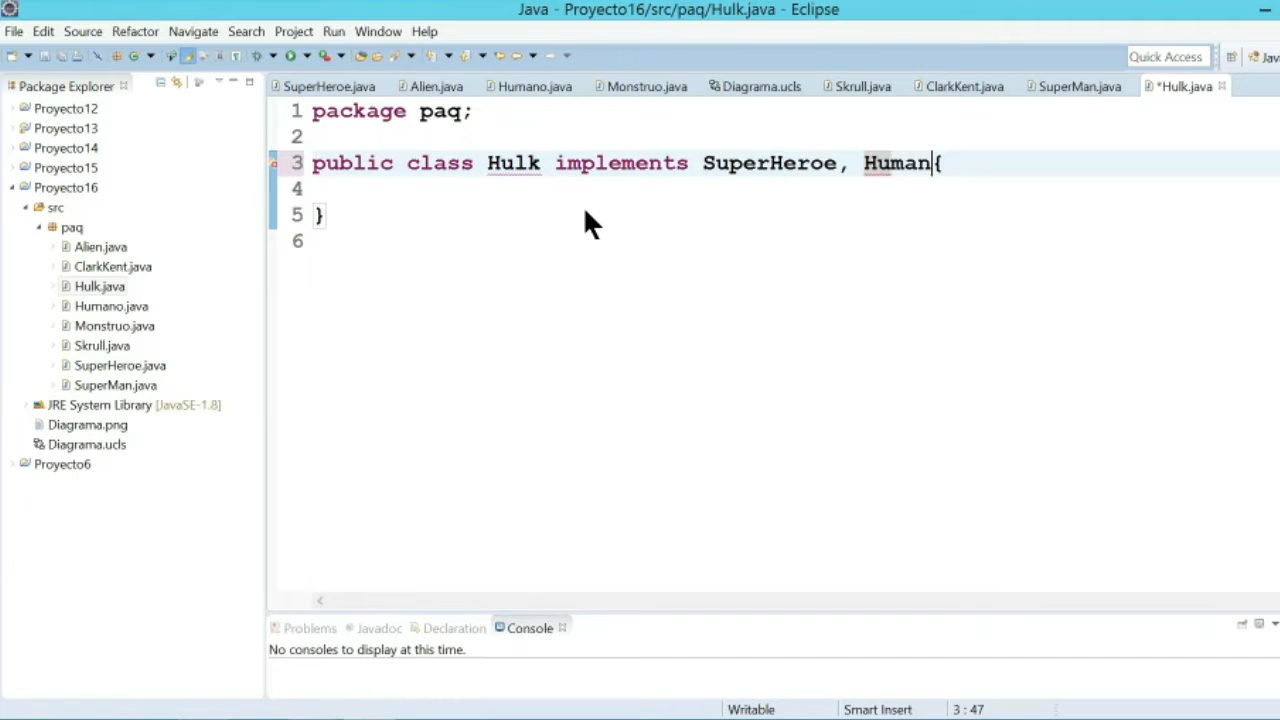 Java - Proyecto16/src/paq/Hulk.java - Eclipse
File Edit Source Refactor Navigate Search Project Run Window Help
Quick Access
Package Explorer
SuperHeroe.java Alien.java Humano.java Monstruo.java Diagrama.ucls Skrull.java ClarkKent.java SuperMan.java *Hulk.java
Proyecto12
Proyecto13
Proyecto14
Proyecto15
Proyecto16
src
paq
Alien.java
ClarkKent.java
Hulk.java
Humano.java
Monstruo.java
Skrull.java
SuperHeroe.java
SuperMan.java
JRE System Library [JavaSE-1.8]
Diagrama.png
Diagrama.ucls
Proyecto6
1 package paq;
2
3 public class Hulk implements SuperHeroe, Human{
4
5 }
6
Problems Javadoc Declaration Console
No consoles to display at this time.
Writable Smart Insert 3 : 47